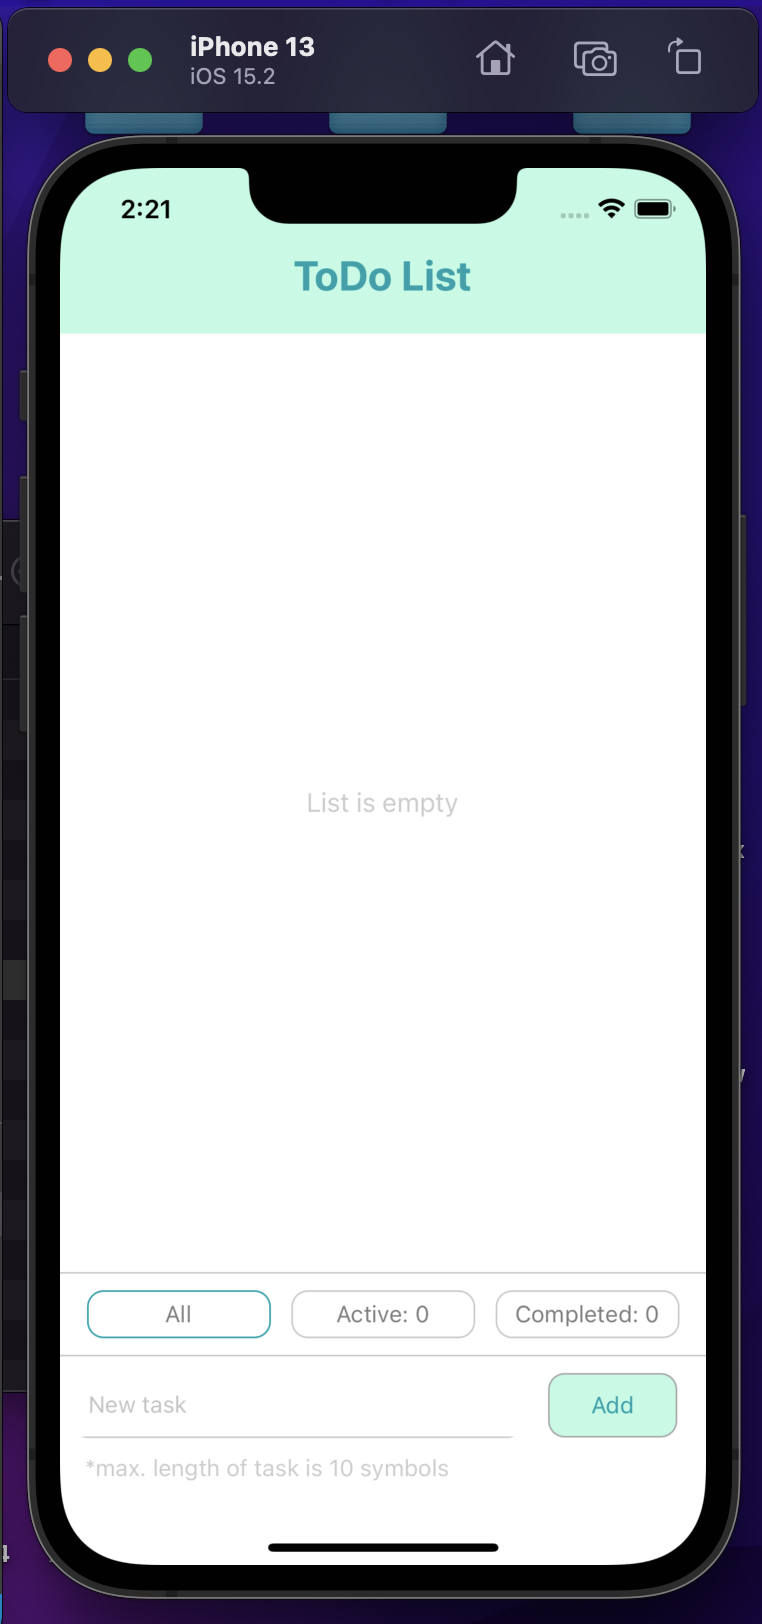 iPhone 13
iOS 15.2
2:21
ToDo List
List is empty
All
Active: 0
Completed: 0
New task
Add
*max. length of task is 10 symbols